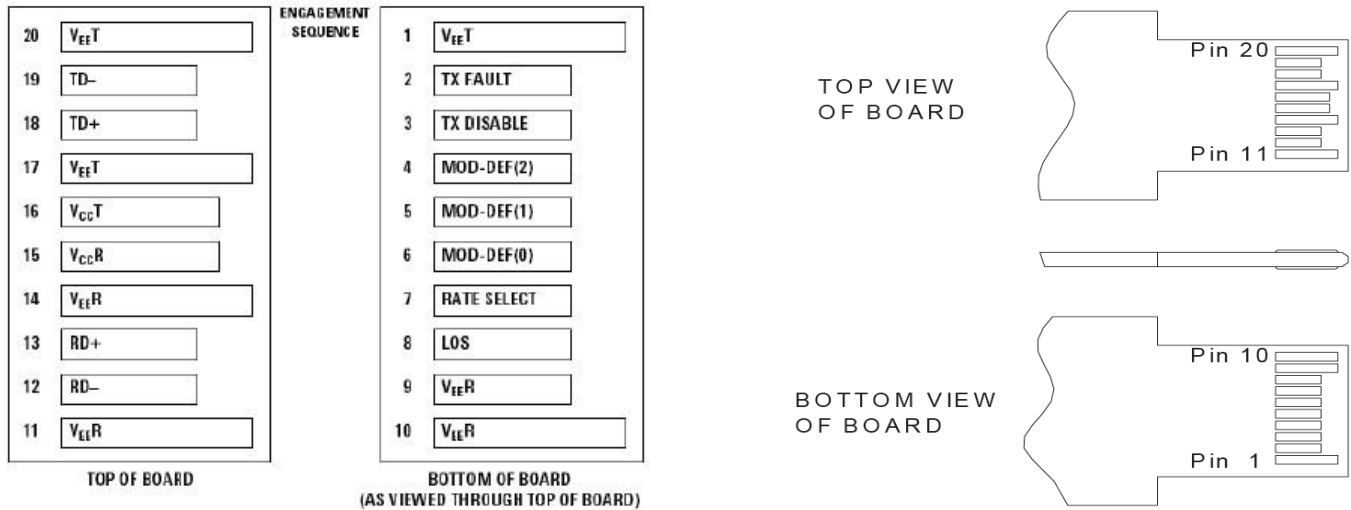 ENGAGEMENT
SEQUENCE
20 VEET
19 TD–
18 TD+
17 VEET
16 VCCT
15 VCCR
14 VEER
13 RD+
12 RD–
11 VEER
TOP OF BOARD
1 VEET
2 TX FAULT
3 TX DISABLE
4 MOD-DEF(2)
5 MOD-DEF(1)
6 MOD-DEF(0)
7 RATE SELECT
8 LOS
9 VEER
10 VEER
BOTTOM OF BOARD
(AS VIEWED THROUGH TOP OF BOARD)
TOP VIEW
OF BOARD
Pin 20
Pin 11
BOTTOM VIEW
OF BOARD
Pin 10
Pin 1